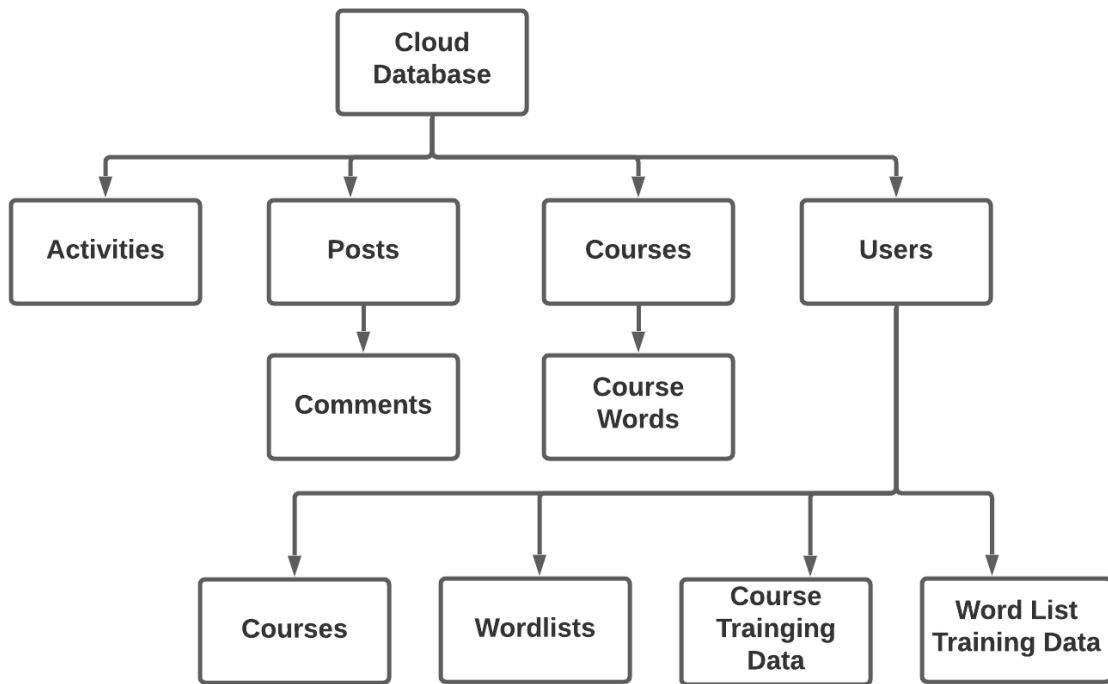 Cloud
Database
Activities
Posts
Courses
Users
Comments
Course
Words
Courses
Wordlists
Course
Trainging
Data
Word List
Training Data